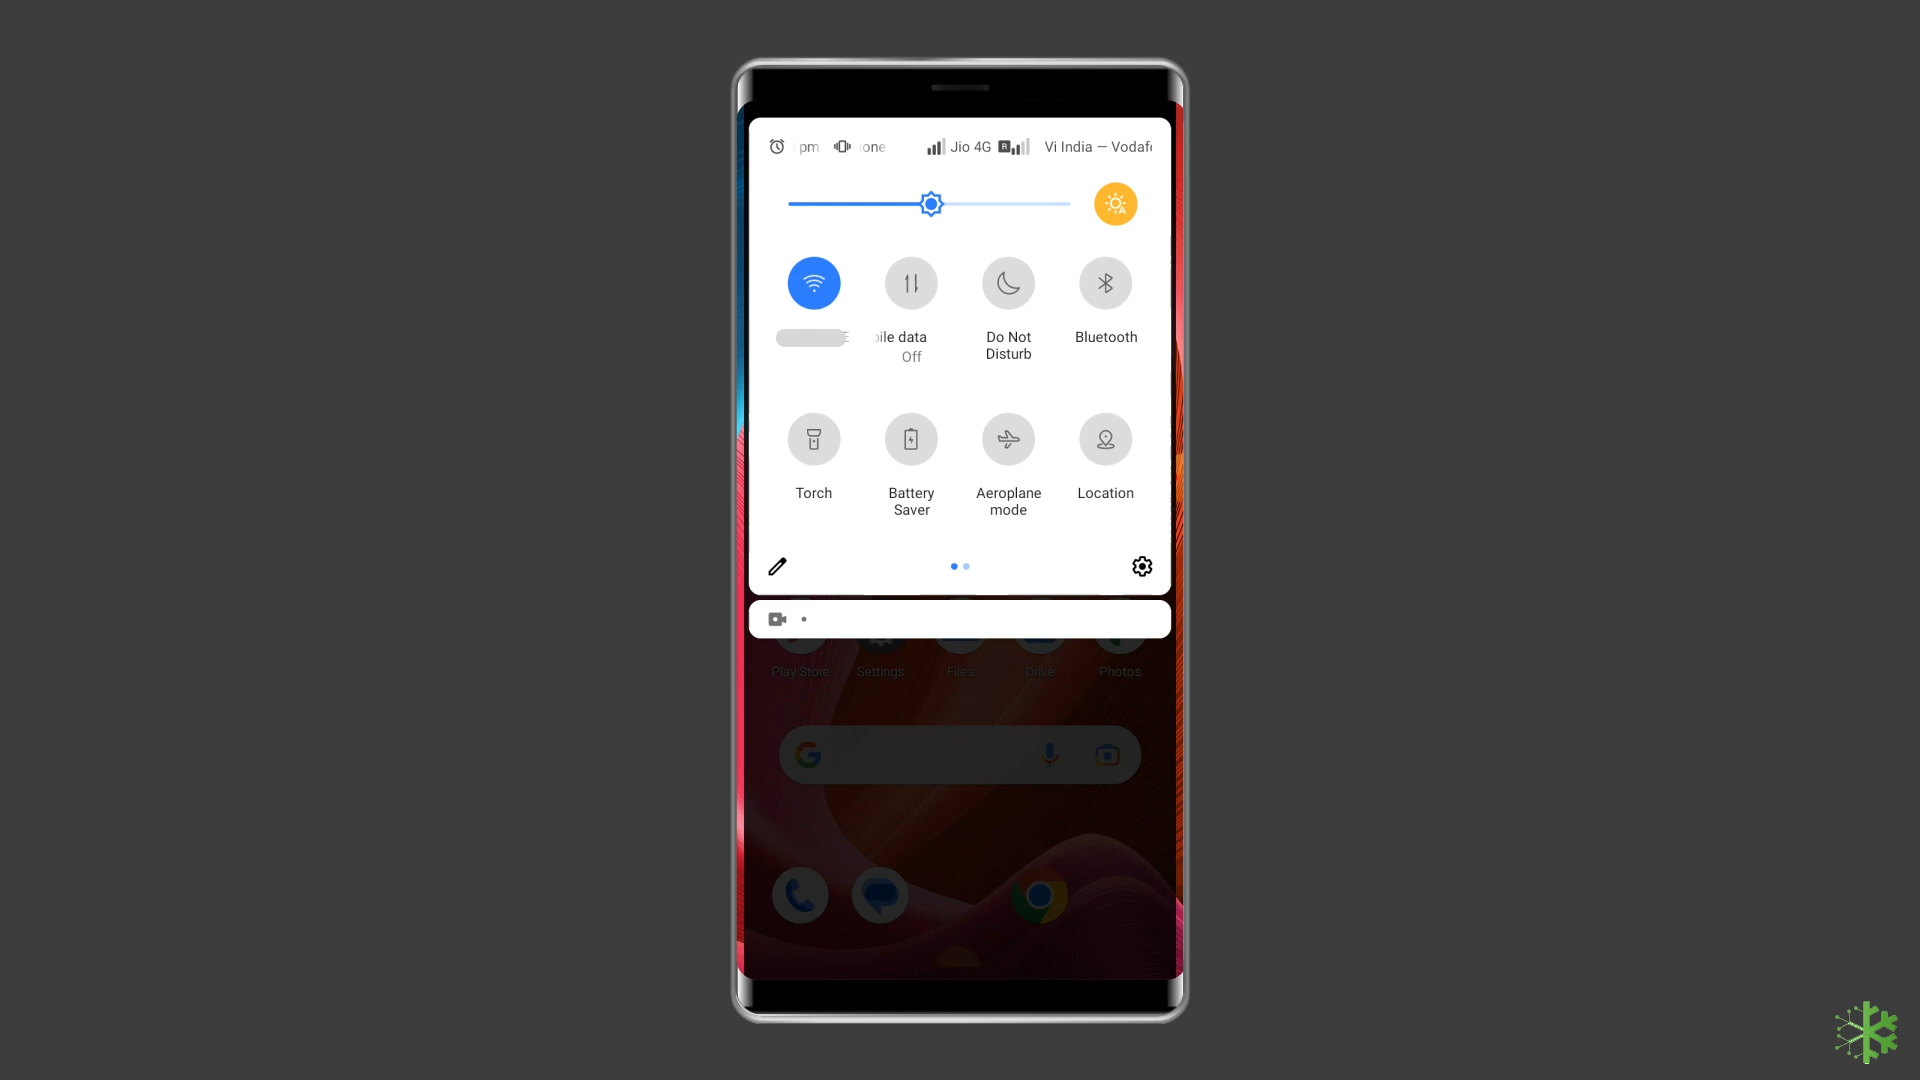 pm one Jio 4G R Vi India — Vodaf
ile data
Off
Do Not
Disturb
Bluetooth
Torch
Battery
Saver
Aeroplane
mode
Location
Play Store Settings Files Drive Photos